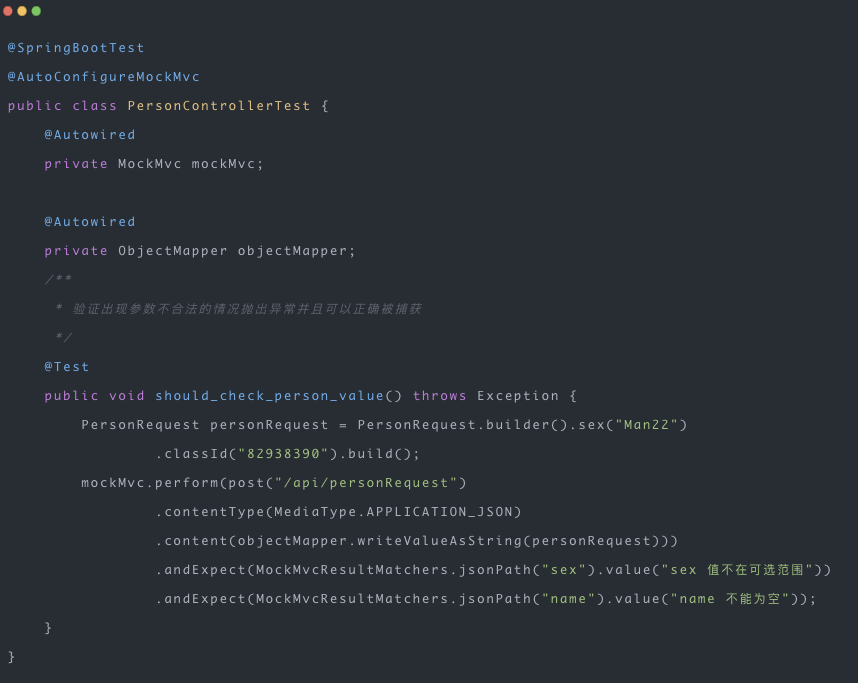 @SpringBootTest
@AutoConfigureMockMvc
public class PersonControllerTest {
    @Autowired
    private MockMvc mockMvc;

    @Autowired
    private ObjectMapper objectMapper;
    /**
     * 验证出现参数不合法的情况抛出异常并且可以正确被捕获
     */
    @Test
    public void should_check_person_value() throws Exception {
        PersonRequest personRequest = PersonRequest.builder().sex("Man22")
                .classId("82938390").build();
        mockMvc.perform(post("/api/personRequest")
                .contentType(MediaType.APPLICATION_JSON)
                .content(objectMapper.writeValueAsString(personRequest)))
                .andExpect(MockMvcResultMatchers.jsonPath("sex").value("sex 值不在可选范围"))
                .andExpect(MockMvcResultMatchers.jsonPath("name").value("name 不能为空"));
    }
}